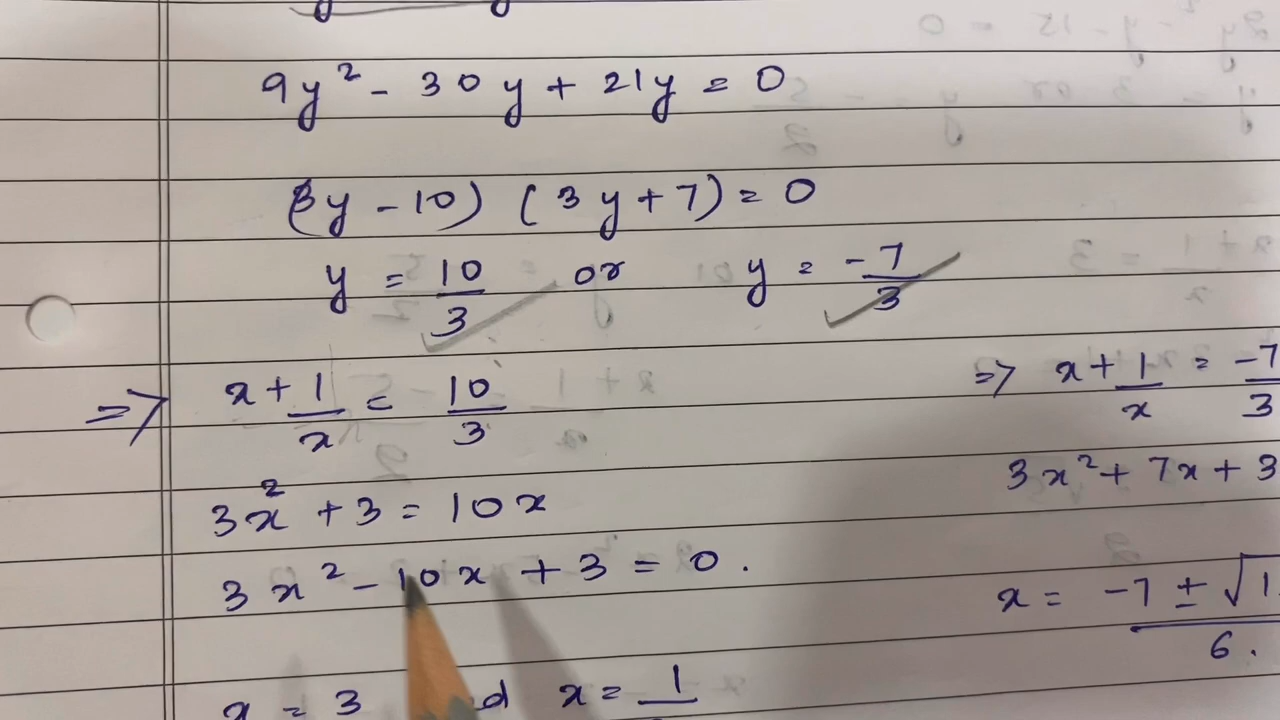 9y² - 30y + 21y = 0
(3y - 10) (3y + 7) = 0
y = 10/3 or y = -7/3
=> x + 1/x = 10/3
3x² + 3 = 10x
3x² - 10x + 3 = 0.
x = 3
x = 1
=> x + 1/x = -7/3
3x² + 7x + 3
x = -7 ± √1
6.